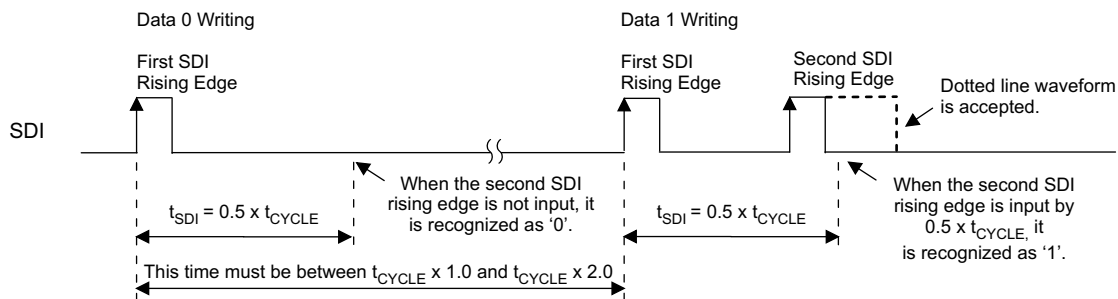 Data 0 Writing
Data 1 Writing
First SDI
Rising Edge
First SDI
Rising Edge
Second SDI
Rising Edge
Dotted line waveform
is accepted.
SDI
When the second SDI
rising edge is not input, it
is recognized as ‘0’.
When the second SDI
rising edge is input by
0.5 x tCYCLE, it
is recognized as ‘1’.
tSDI = 0.5 x tCYCLE
tSDI = 0.5 x tCYCLE
This time must be between tCYCLE x 1.0 and tCYCLE x 2.0